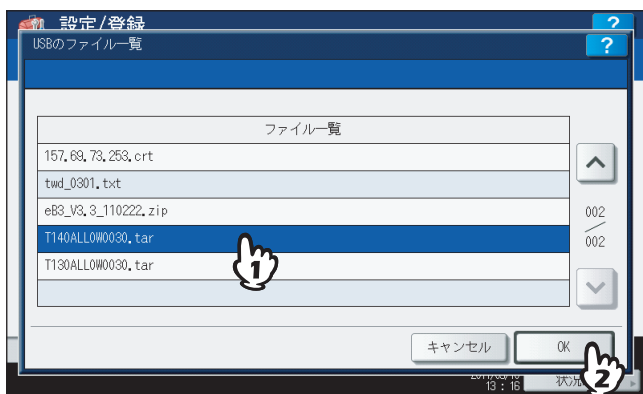 設定/登録
?
USBのファイル一覧
?
ファイル一覧
157.69.73.253.crt
twd_0301.txt
eB3_V3.3_110222.zip
T140ALL0W0030.tar
T130ALL0W0030.tar
002
002
1
キャンセル
OK
2
13 : 16
状況